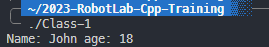 ~/2023-RobotLab-Cpp-Training
./Class-1
Name: John age: 18